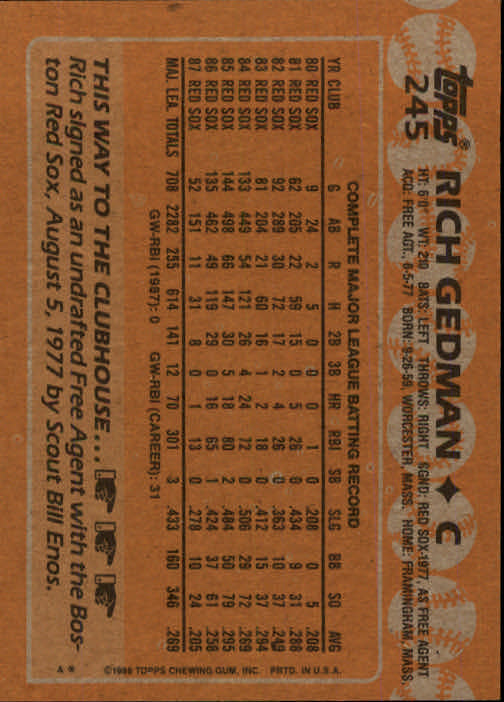 Topps®
245
RICH GEDMAN ♦ C
HT: 6'0" WT: 210 BATS: LEFT THROWS: RIGHT SGND: RED SOX-1977, AS FREE AGENT
ACQ: FREE AGT., 8-5-77 BORN: 9-26-59, WORCESTER, MASS. HOME: FRAMINGHAM, MASS.
COMPLETE MAJOR LEAGUE BATTING RECORD
YR CLUB G AB R H 2B 3B HR RBI SB SLG BB SO AVG
80 RED SOX 9 24 2 5 0 0 0 1 0 .208 0 5 .208
81 RED SOX 62 205 22 59 15 0 5 26 0 .434 9 31 .288
82 RED SOX 92 289 30 72 17 2 4 26 0 .363 10 37 .249
83 RED SOX 81 204 21 60 16 1 2 18 0 .412 15 37 .294
84 RED SOX 133 449 54 121 26 4 24 72 0 .506 29 72 .269
85 RED SOX 144 498 66 147 30 5 18 80 2 .484 50 79 .295
86 RED SOX 135 462 49 119 29 0 16 65 1 .424 37 61 .258
87 RED SOX 52 151 11 31 8 0 1 13 0 .278 10 24 .205
MAJ. LEA. TOTALS 708 2282 255 614 141 12 70 301 3 .433 160 346 .269
GW-RBI (1987): 0 GW-RBI (CAREER): 31
©1988 TOPPS CHEWING GUM, INC. PRTD. IN U.S.A.
THIS WAY TO THE CLUBHOUSE...
Rich signed as an undrafted Free Agent with the Bos-
ton Red Sox, August 5, 1977 by Scout Bill Enos.
A*